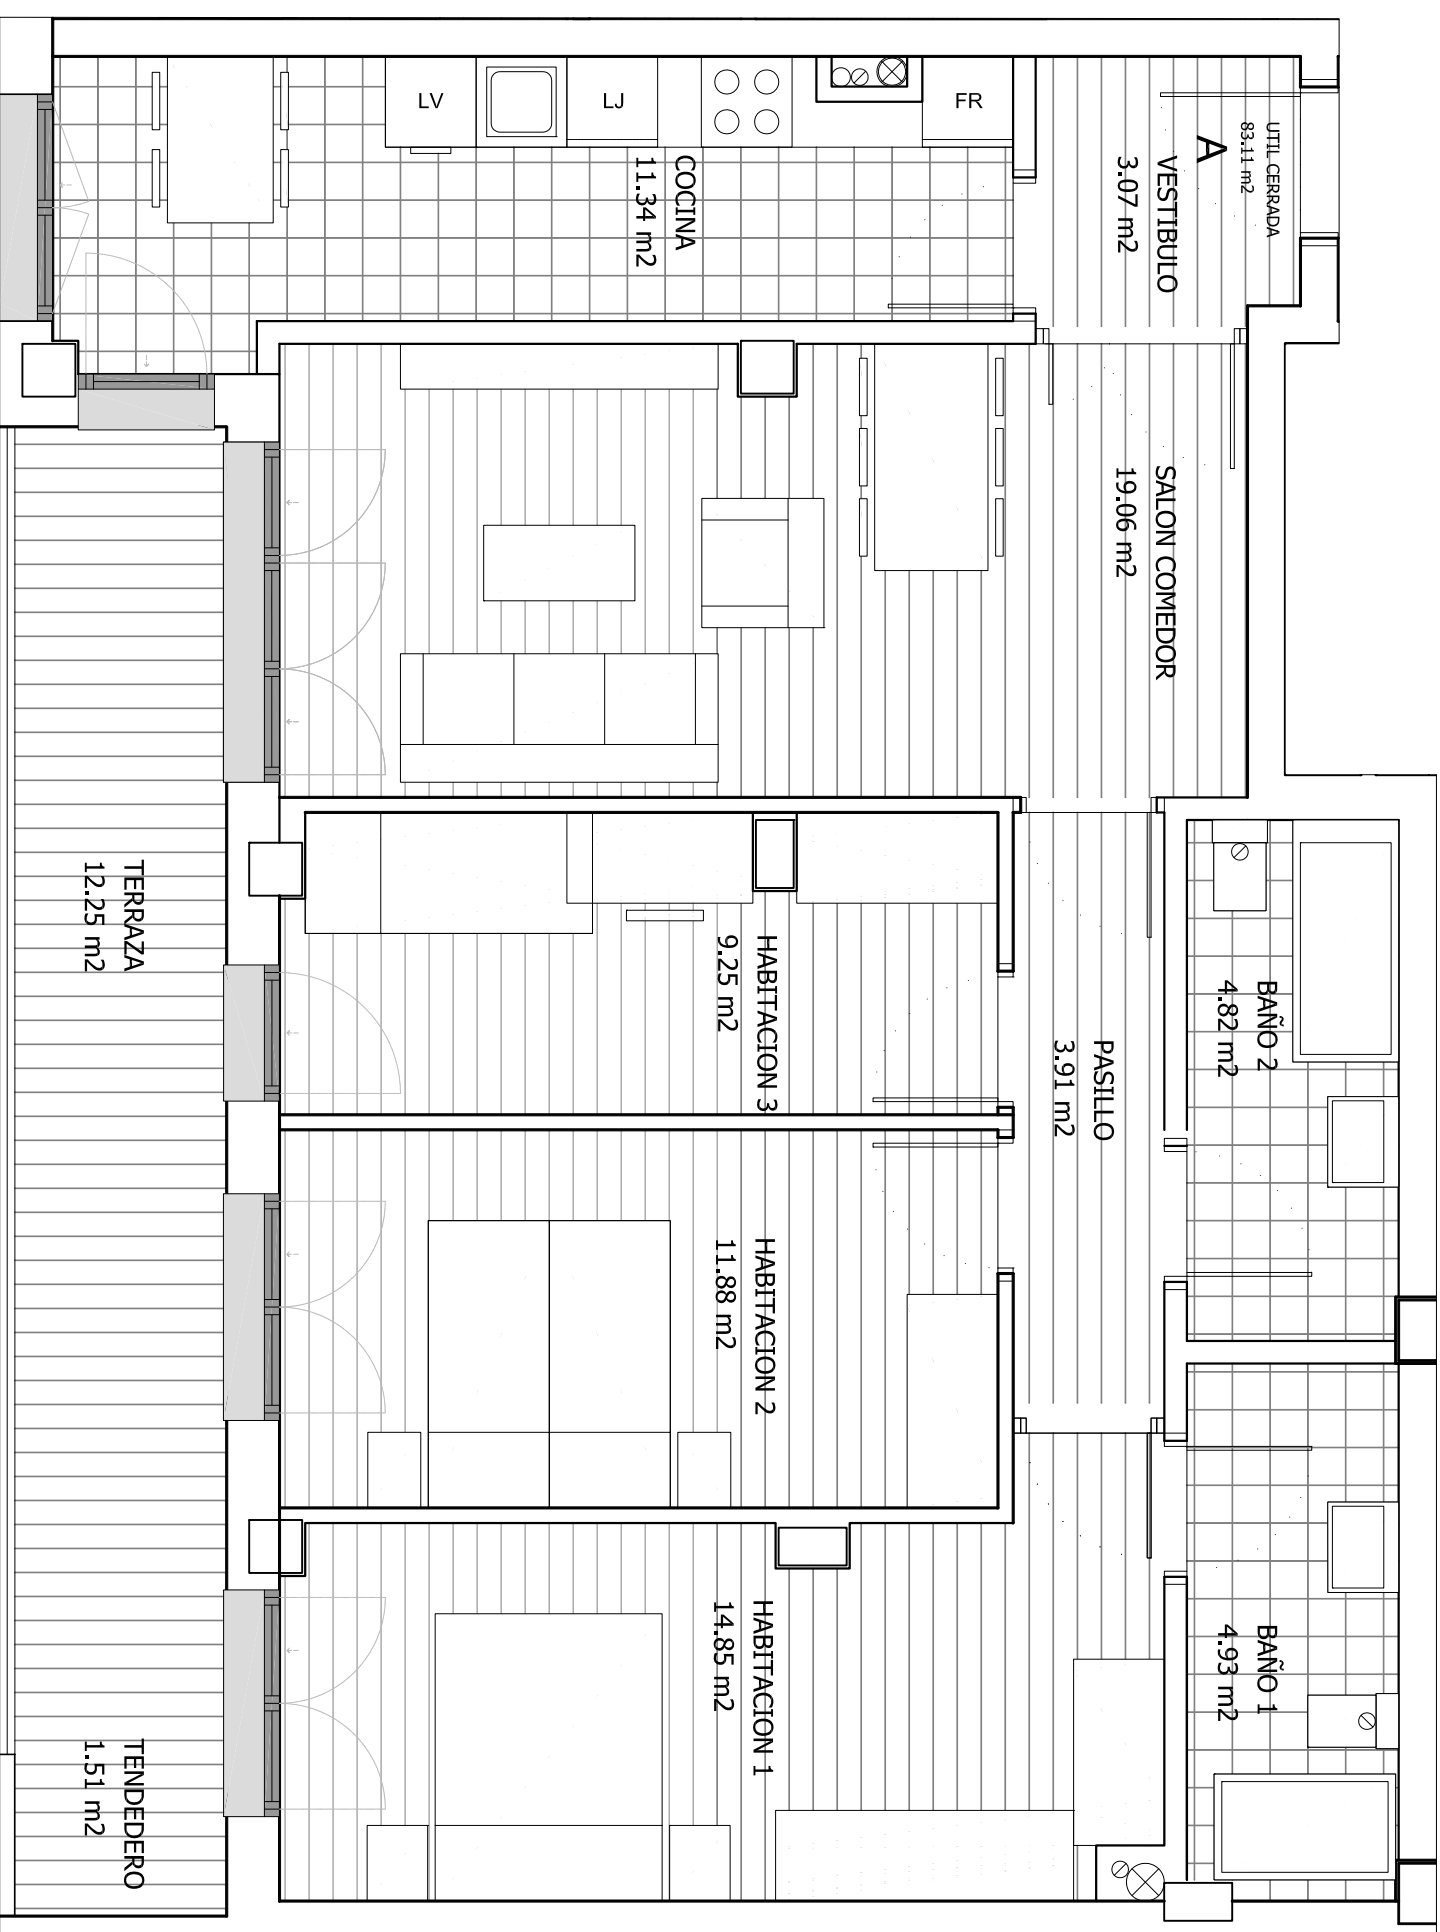 LV
LJ
FR
COCINA
11.34 m2
UTIL CERRADA
83.11 m2
A
VESTIBULO
3.07 m2
SALON COMEDOR
19.06 m2
TERRAZA
12.25 m2
HABITACION 3
9.25 m2
PASILLO
3.91 m2
BAÑO 2
4.82 m2
HABITACION 2
11.88 m2
HABITACION 1
14.85 m2
BAÑO 1
4.93 m2
TENDEDERO
1.51 m2